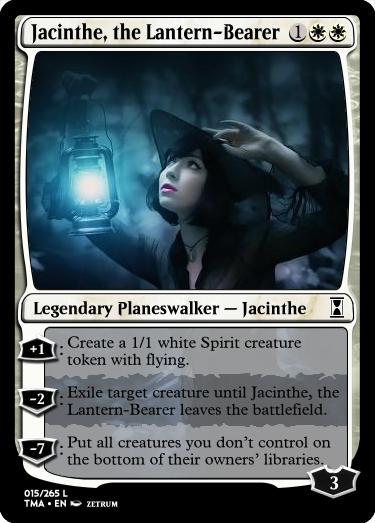 Jacinthe, the Lantern-Bearer 1
Legendary Planeswalker — Jacinthe
+1: Create a 1/1 white Spirit creature
token with flying.
-2: Exile target creature until Jacinthe, the
Lantern-Bearer leaves the battlefield.
-7: Put all creatures you don't control on
the bottom of their owners' libraries.
3
015/265 L
TMA • EN ZETRUM